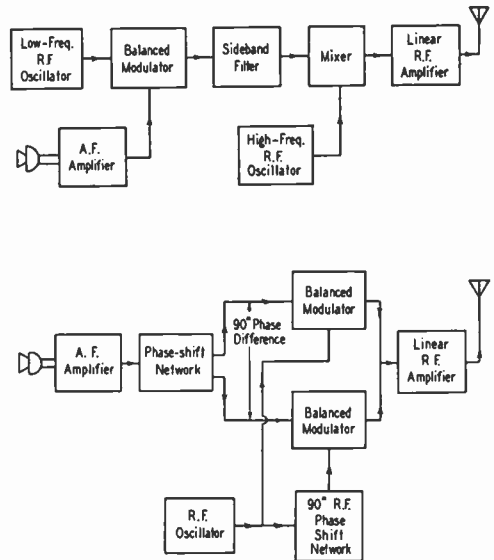 Low-Freq.
R.F.
Oscillator
Balanced
Modulator
Sideband
Filter
Mixer
Linear
R.F.
Amplifier
A.F.
Amplifier
High-Freq.
R.F.
Oscillator
Balanced
Modulator
90° Phase
Difference
A.F.
Amplifier
Phase-shift
Network
Linear
R.F.
Amplifier
Balanced
Modulator
R.F.
Oscillator
90° R.F.
Phase
Shift
Network